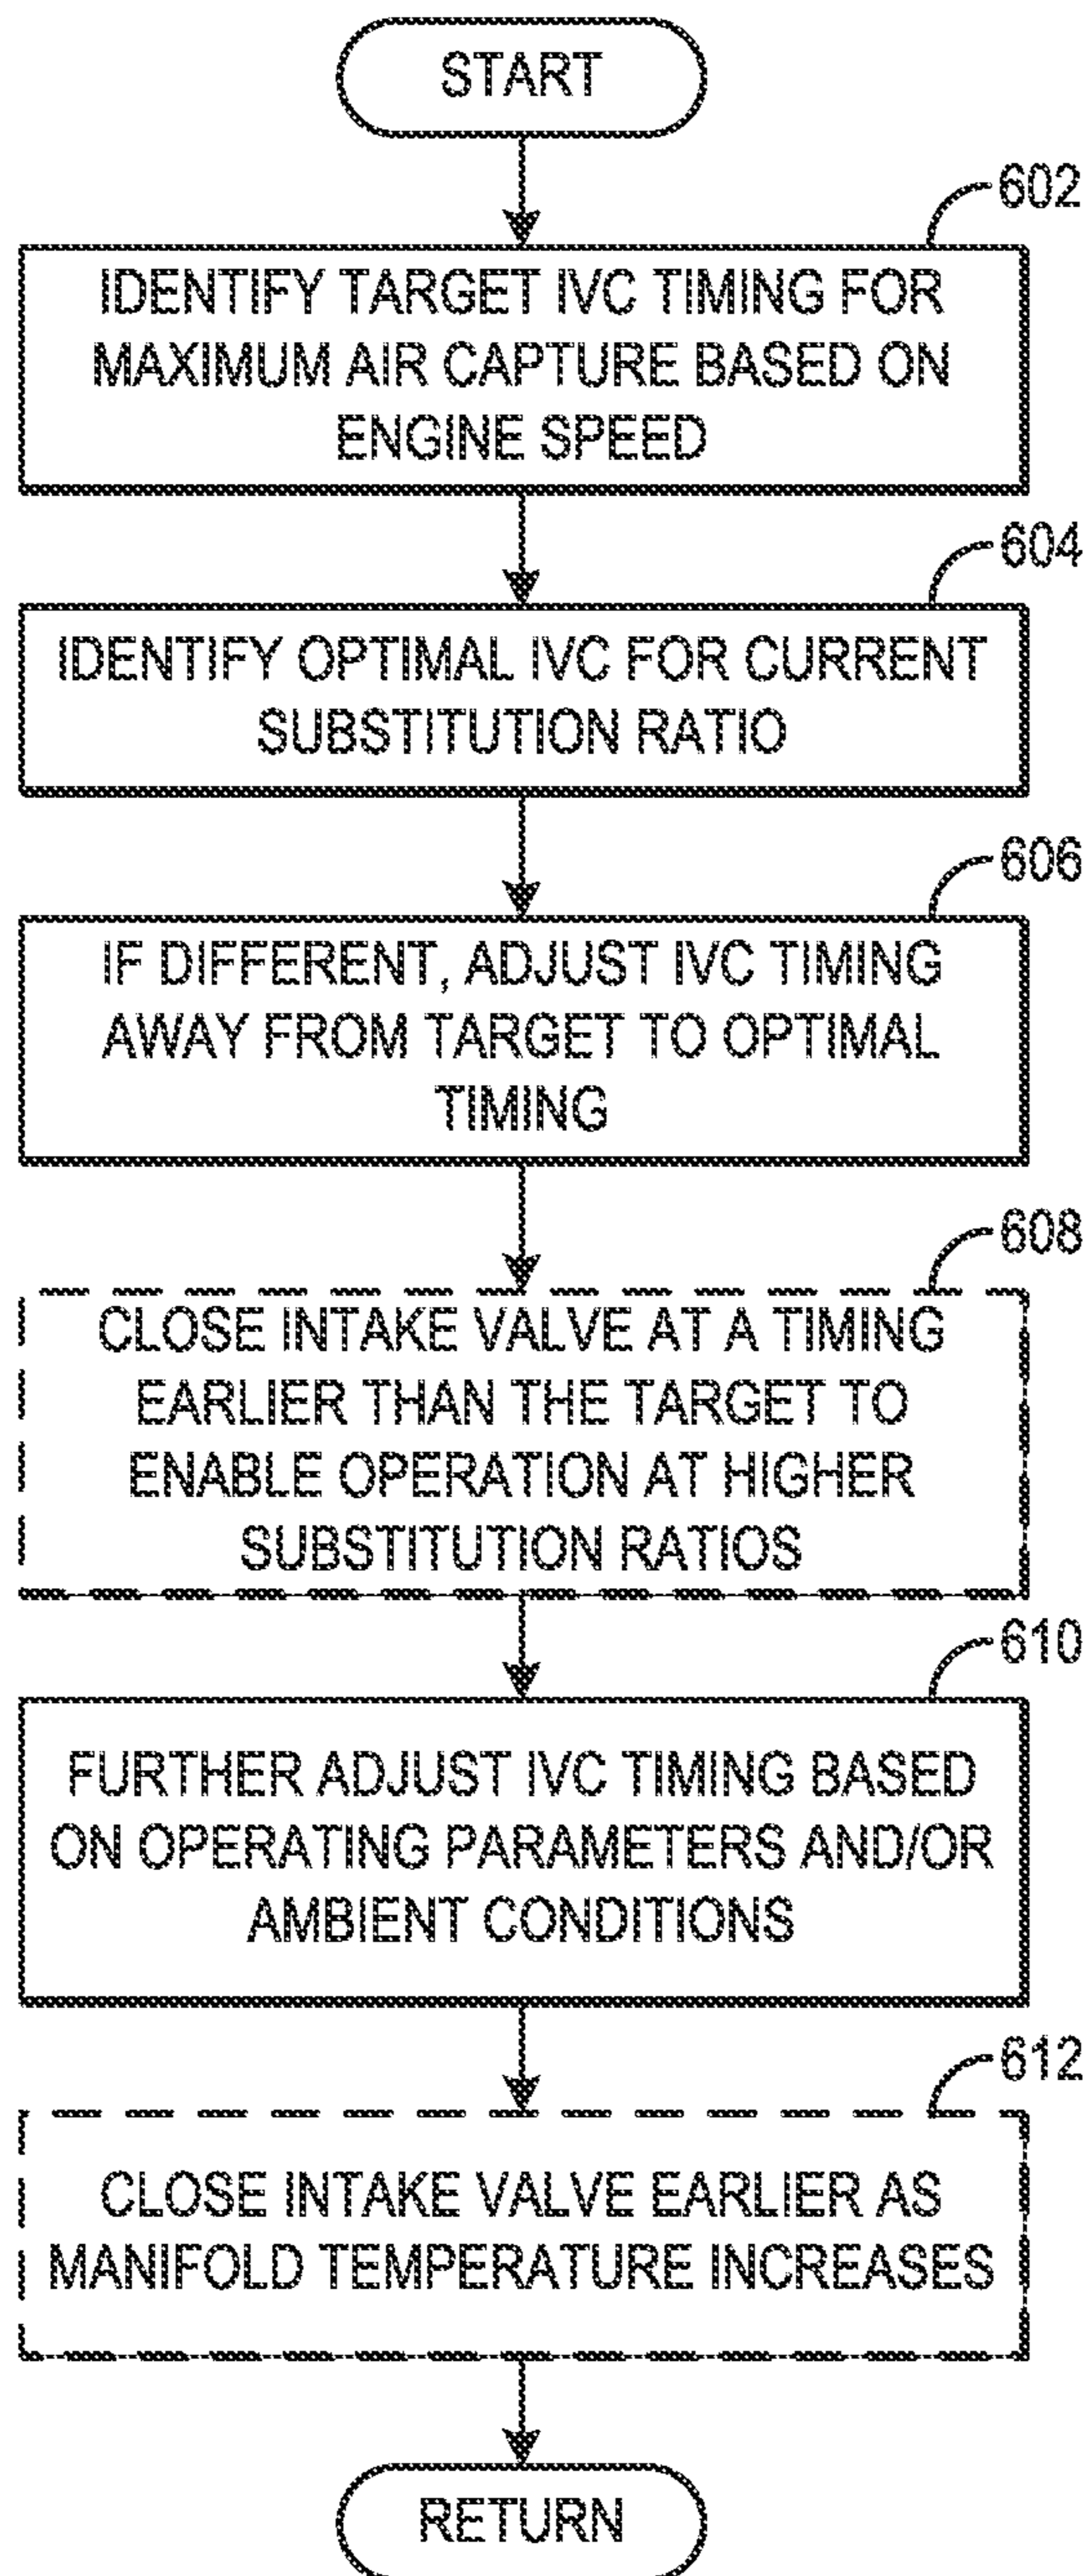 START
602
IDENTIFY TARGET IVC TIMING FOR
MAXIMUM AIR CAPTURE BASED ON
ENGINE SPEED
604
IDENTIFY OPTIMAL IVC FOR CURRENT
SUBSTITUTION RATIO
606
IF DIFFERENT, ADJUST IVC TIMING
AWAY FROM TARGET TO OPTIMAL
TIMING
608
CLOSE INTAKE VALVE AT A TIMING
EARLIER THAN THE TARGET TO
ENABLE OPERATION AT HIGHER
SUBSTITUTION RATIOS
610
FURTHER ADJUST IVC TIMING BASED
ON OPERATING PARAMETERS AND/OR
AMBIENT CONDITIONS
612
CLOSE INTAKE VALVE EARLIER AS
MANIFOLD TEMPERATURE INCREASES
RETURN